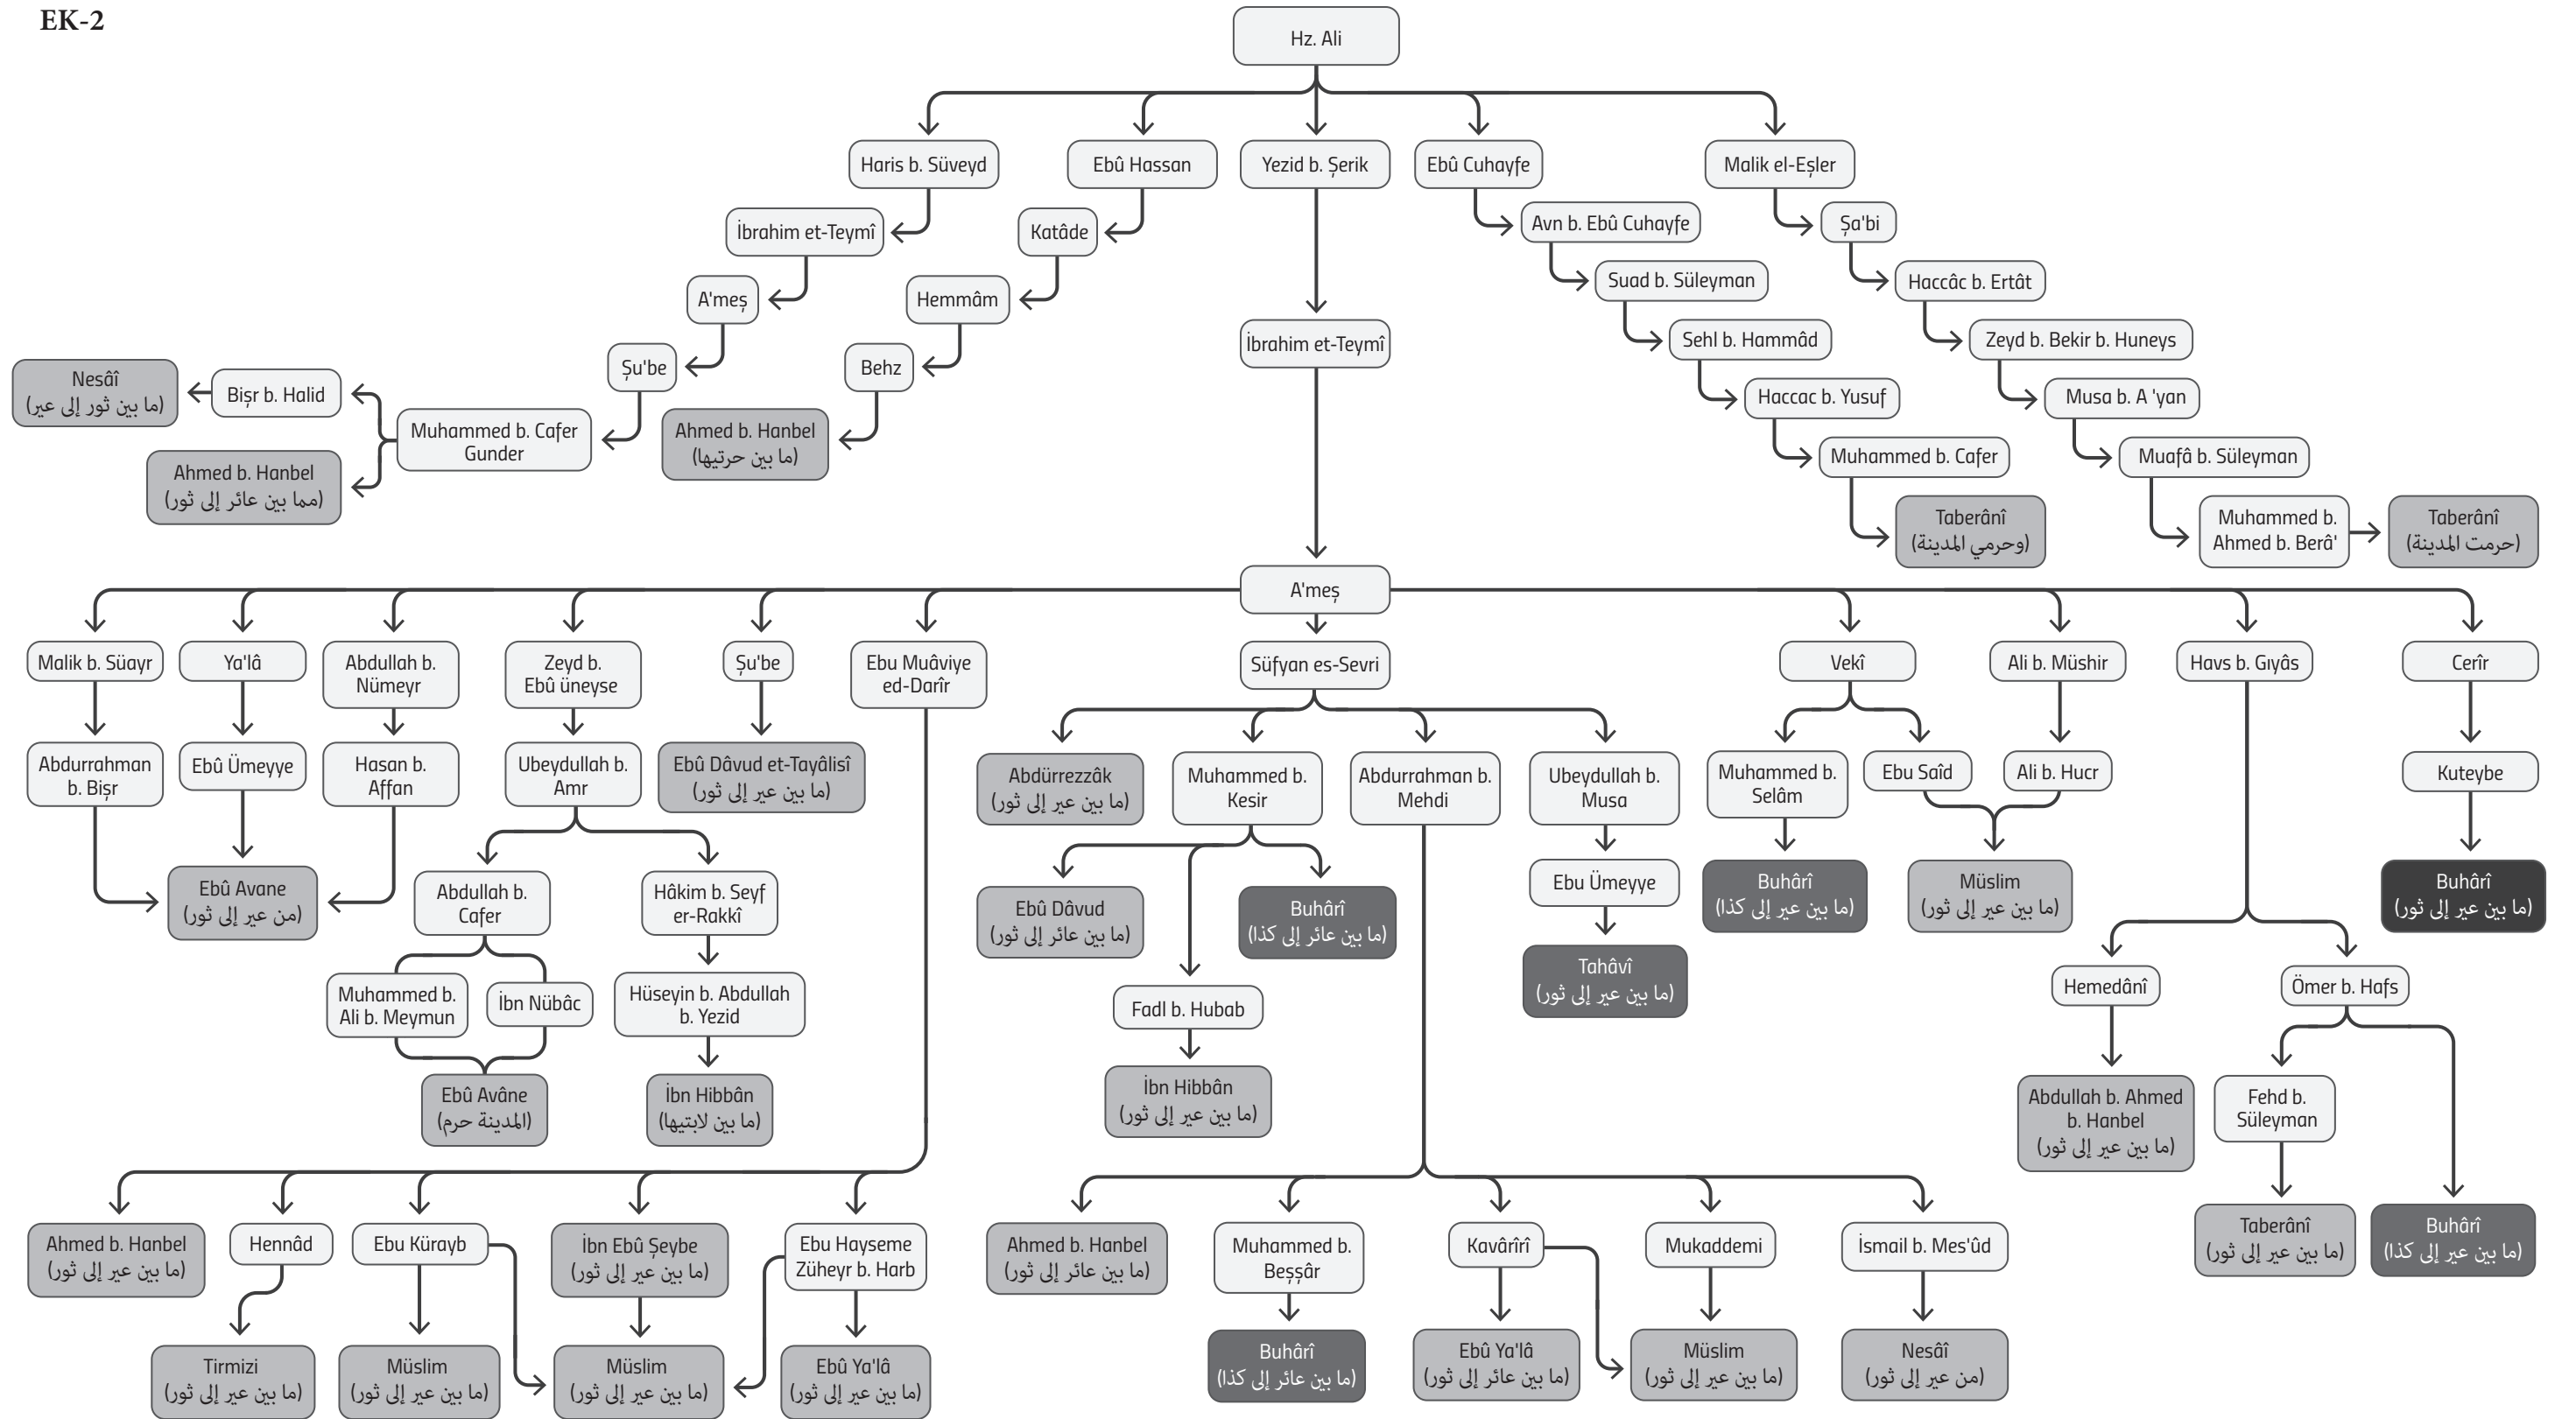 EK-2
Hz. Ali
Haris b. Süveyd
Ebû Hassan
Yezid b. Şerik
Ebû Cuhayfe
Malik el-Eşler
İbrahim et-Teymî
Katâde
Avn b. Ebû Cuhayfe
Şa'bi
A'meş
Hemmâm
Suad b. Süleyman
Haccâc b. Ertât
İbrahim et-Teymî
Sehl b. Hammâd
Zeyd b. Bekir b. Huneys
Şu'be
Behz
Nesâî
(ما بين ثور إلى عير)
Bişr b. Halid
Haccac b. Yusuf
Musa b. A 'yan
Muhammed b. Cafer
Gunder
Ahmed b. Hanbel
(ما بين حرتيها)
Muhammed b. Cafer
Muafâ b. Süleyman
Ahmed b. Hanbel
(مما بين عائر إلى ثور)
Taberânî
(وحرمي المدينة)
Muhammed b.
Ahmed b. Berâ'
Taberânî
(حرمت المدينة)
A'meş
Malik b. Süayr
Ya'lâ
Abdullah b.
Nümeyr
Zeyd b.
Ebû üneyse
Şu'be
Ebu Muâviye
ed-Darîr
Süfyan es-Sevri
Vekî
Ali b. Müshir
Havs b. Gıyâs
Cerîr
Abdurrahman
b. Bişr
Ebû Ümeyye
Hasan b.
Affan
Ubeydullah b.
Amr
Ebû Dâvud et-Tayâlisî
(ما بين عير إلى ثور)
Abdürrezzâk
(ما بين عير إلى ثور)
Muhammed b.
Kesir
Abdurrahman b.
Mehdi
Ubeydullah b.
Musa
Muhammed b.
Selâm
Ebu Saîd
Ali b. Hucr
Kuteybe
Ebû Avane
(من عير إلى ثور)
Abdullah b.
Cafer
Hâkim b. Seyf
er-Rakkî
Ebû Dâvud
(ما بين عائر إلى ثور)
Buhârî
(ما بين عائر إلى كذا)
Ebu Ümeyye
Buhârî
(ما بين عير إلى كذا)
Müslim
(ما بين عير إلى ثور)
Buhârî
(ما بين عير إلى ثور)
Muhammed b.
Ali b. Meymun
İbn Nübâc
Hüseyin b. Abdullah
b. Yezid
Fadl b. Hubab
Tahâvî
(ما بين عير إلى ثور)
Hemedânî
Ömer b. Hafs
Ebû Avâne
(المدينة حرم)
İbn Hibbân
(ما بين لابتيها)
İbn Hibbân
(ما بين عير إلى ثور)
Abdullah b. Ahmed
b. Hanbel
(ما بين عير إلى ثور)
Fehd b.
Süleyman
Ahmed b. Hanbel
(ما بين عير إلى ثور)
Hennâd
Ebu Kürayb
İbn Ebû Şeybe
(ما بين عير إلى ثور)
Ebu Hayseme
Züheyr b. Harb
Ahmed b. Hanbel
(ما بين عائر إلى ثور)
Muhammed b.
Beşşâr
Kavârîrî
Mukaddemi
İsmail b. Mes'ûd
Taberânî
(ما بين عير إلى ثور)
Buhârî
(ما بين عير إلى كذا)
Tirmizi
(ما بين عير إلى ثور)
Müslim
(ما بين عير إلى ثور)
Müslim
(ما بين عير إلى ثور)
Ebû Ya'lâ
(ما بين عير إلى ثور)
Buhârî
(ما بين عائر إلى كذا)
Ebû Ya'lâ
(ما بين عائر إلى ثور)
Müslim
(ما بين عير إلى ثور)
Nesâî
(من عير إلى ثور)